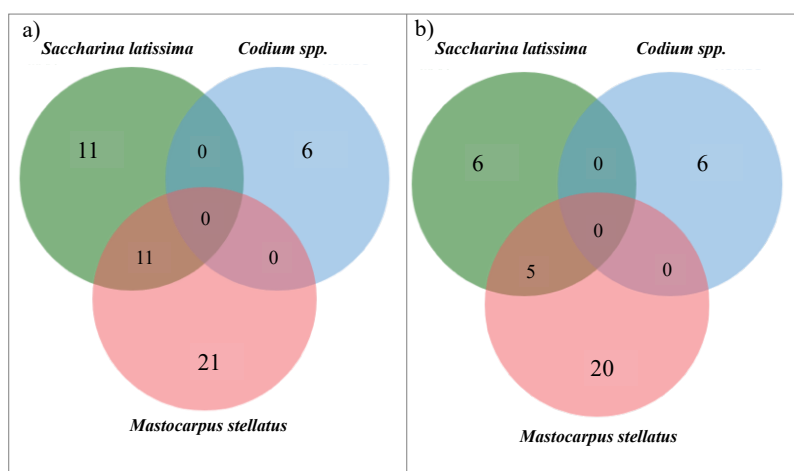 a)
Saccharina latissima Codium spp.
11 0 6
0
11 0
21
Mastocarpus stellatus
b)
Saccharina latissima Codium spp.
6 0 6
0
5 0
20
Mastocarpus stellatus